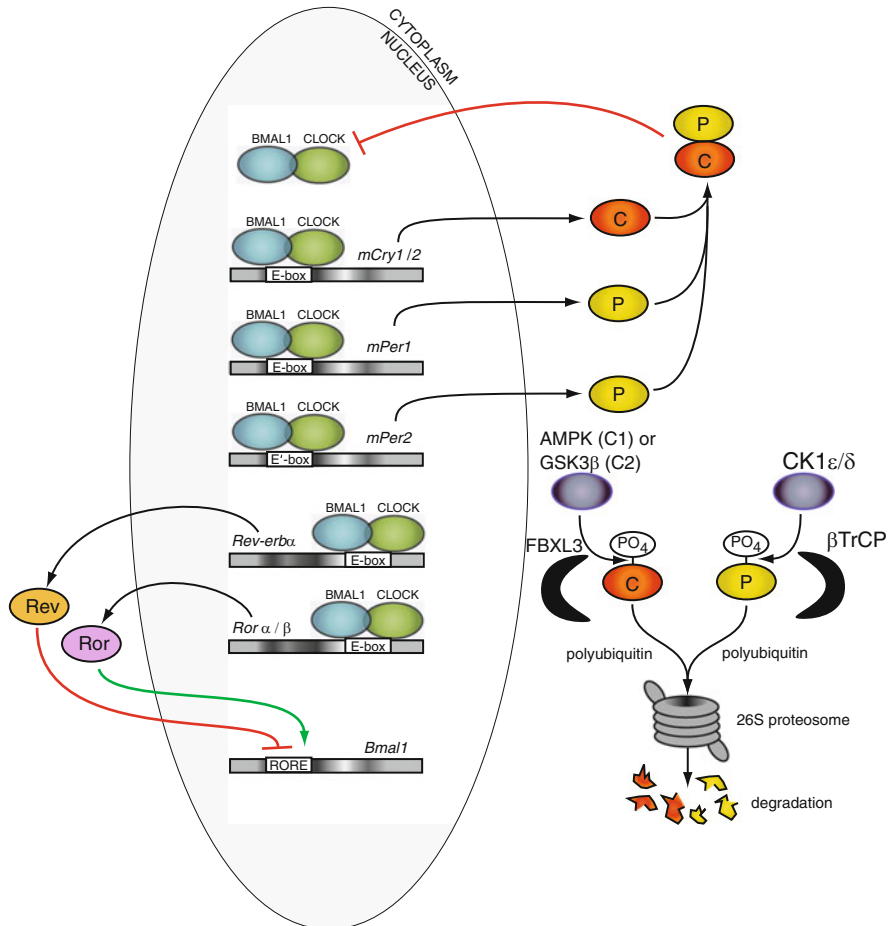 CYTOPLASM
NUCLEUS
BMAL1 CLOCK
P
C
BMAL1 CLOCK
mCry1/2
E-box
C
BMAL1 CLOCK
mPer1
E-box
P
BMAL1 CLOCK
mPer2
E'-box
P
AMPK (C1) or
GSK3β (C2)
CK1ε/δ
BMAL1 CLOCK
Rev-erbα
E-box
FBXL3
PO4
PO4
βTrCP
C
P
Rev
BMAL1 CLOCK
Ror α / β
E-box
Ror
polyubiquitin
polyubiquitin
26S proteosome
Bmal1
RORE
degradation